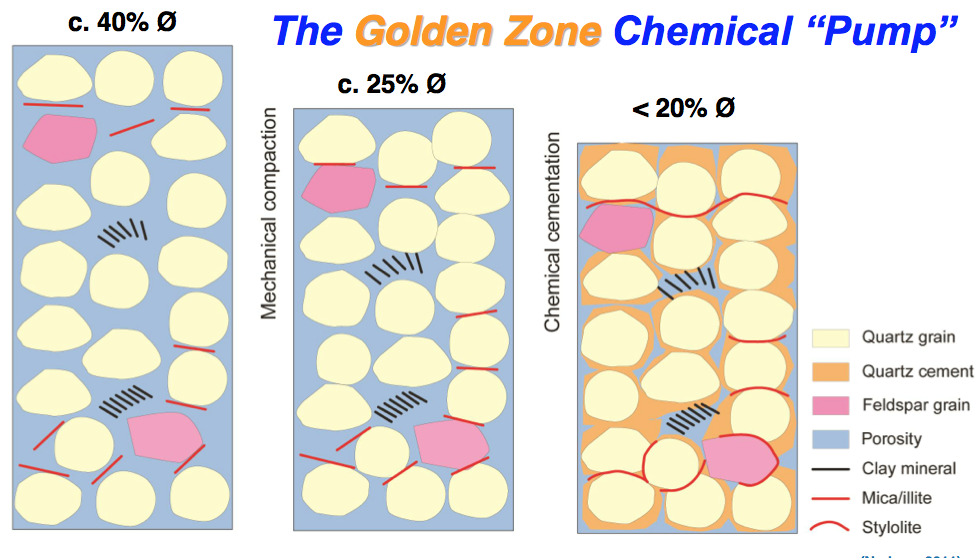 c. 40% Ø
The Golden Zone Chemical “Pump”
c. 25% Ø
< 20% Ø
Mechanical compaction
Chemical cementation
Quartz grain
Quartz cement
Feldspar grain
Porosity
Clay mineral
Mica/illite
Stylolite